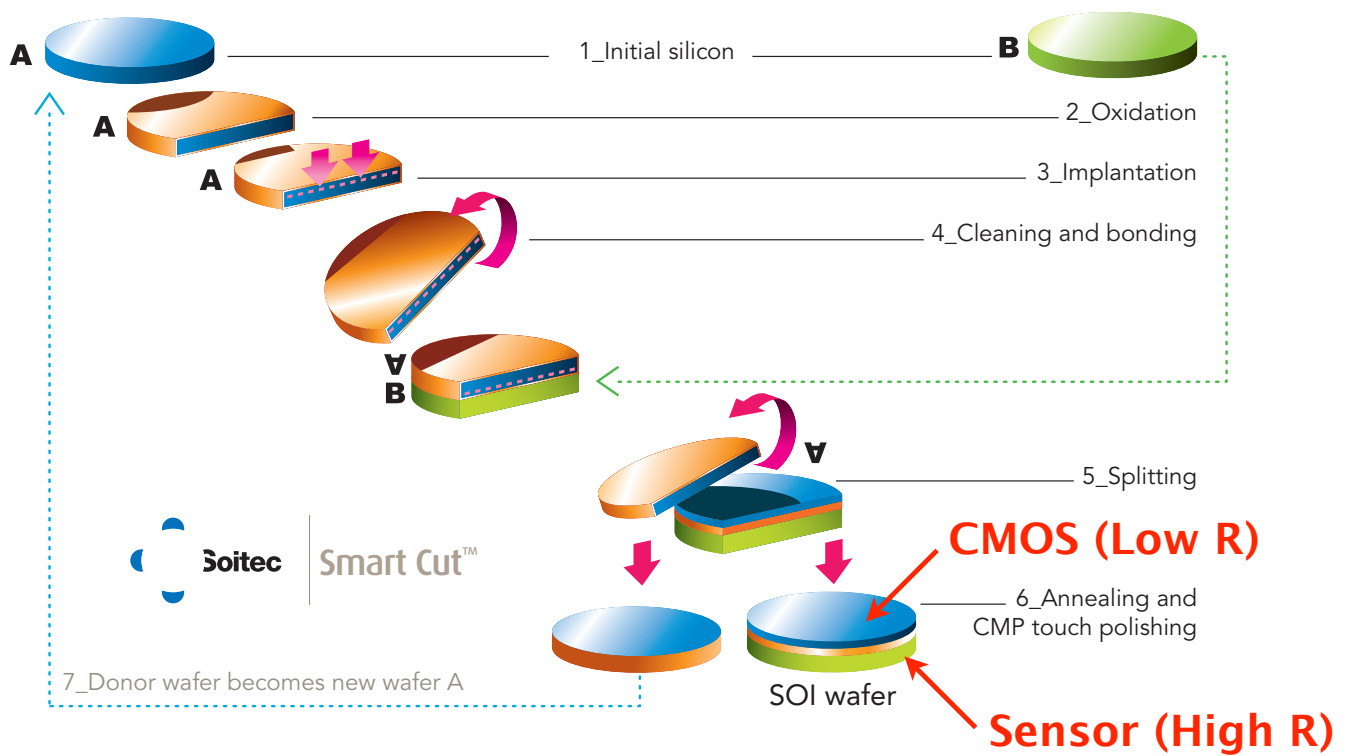 A
1_Initial silicon
B
A
2_Oxidation
A
3_Implantation
4_Cleaning and bonding
A
B
A
5_Splitting
CMOS (Low R)
Soitec
Smart Cut™
6_Annealing and
CMP touch polishing
7_Donor wafer becomes new wafer A
SOI wafer
Sensor (High R)